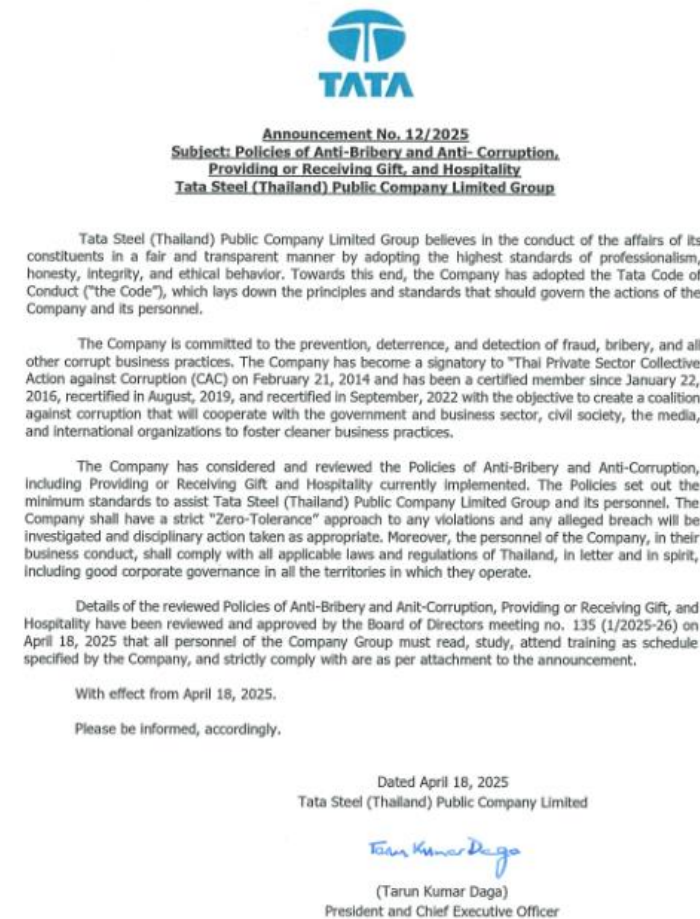 TATA
Announcement No. 12/2025
Subject: Policies of Anti-Bribery and Anti- Corruption,
Providing or Receiving Gift, and Hospitality
Tata Steel (Thailand) Public Company Limited Group
Tata Steel (Thailand) Public Company Limited Group believes in the conduct of the affairs of its
constituents in a fair and transparent manner by adopting the highest standards of professionalism,
honesty, integrity, and ethical behavior. Towards this end, the Company has adopted the Tata Code of
Conduct ("the Code"), which lays down the principles and standards that should govern the actions of the
Company and its personnel.
The Company is committed to the prevention, deterrence, and detection of fraud, bribery, and all
other corrupt business practices. The Company has become a signatory to "Thai Private Sector Collective
Action against Corruption (CAC) on February 21, 2014 and has been a certified member since January 22,
2016, recertified in August, 2019, and recertified in September, 2022 with the objective to create a coalition
against corruption that will cooperate with the government and business sector, civil society, the media,
and international organizations to foster cleaner business practices.
The Company has considered and reviewed the Policies of Anti-Bribery and Anti-Corruption,
including Providing or Receiving Gift and Hospitality currently implemented. The Policies set out the
minimum standards to assist Tata Steel (Thailand) Public Company Limited Group and its personnel. The
Company shall have a strict "Zero-Tolerance" approach to any violations and any alleged breach will be
investigated and disciplinary action taken as appropriate. Moreover, the personnel of the Company, in their
business conduct, shall comply with all applicable laws and regulations of Thailand, in letter and in spirit,
including good corporate governance in all the territories in which they operate.
Details of the reviewed Policies of Anti-Bribery and Anit-Corruption, Providing or Receiving Gift, and
Hospitality have been reviewed and approved by the Board of Directors meeting no. 135 (1/2025-26) on
April 18, 2025 that all personnel of the Company Group must read, study, attend training as schedule
specified by the Company, and strictly comply with are as per attachment to the announcement.
With effect from April 18, 2025.
Please be informed, accordingly.
Dated April 18, 2025
Tata Steel (Thailand) Public Company Limited
Tarun Kumar Daga
(Tarun Kumar Daga)
President and Chief Executive Officer